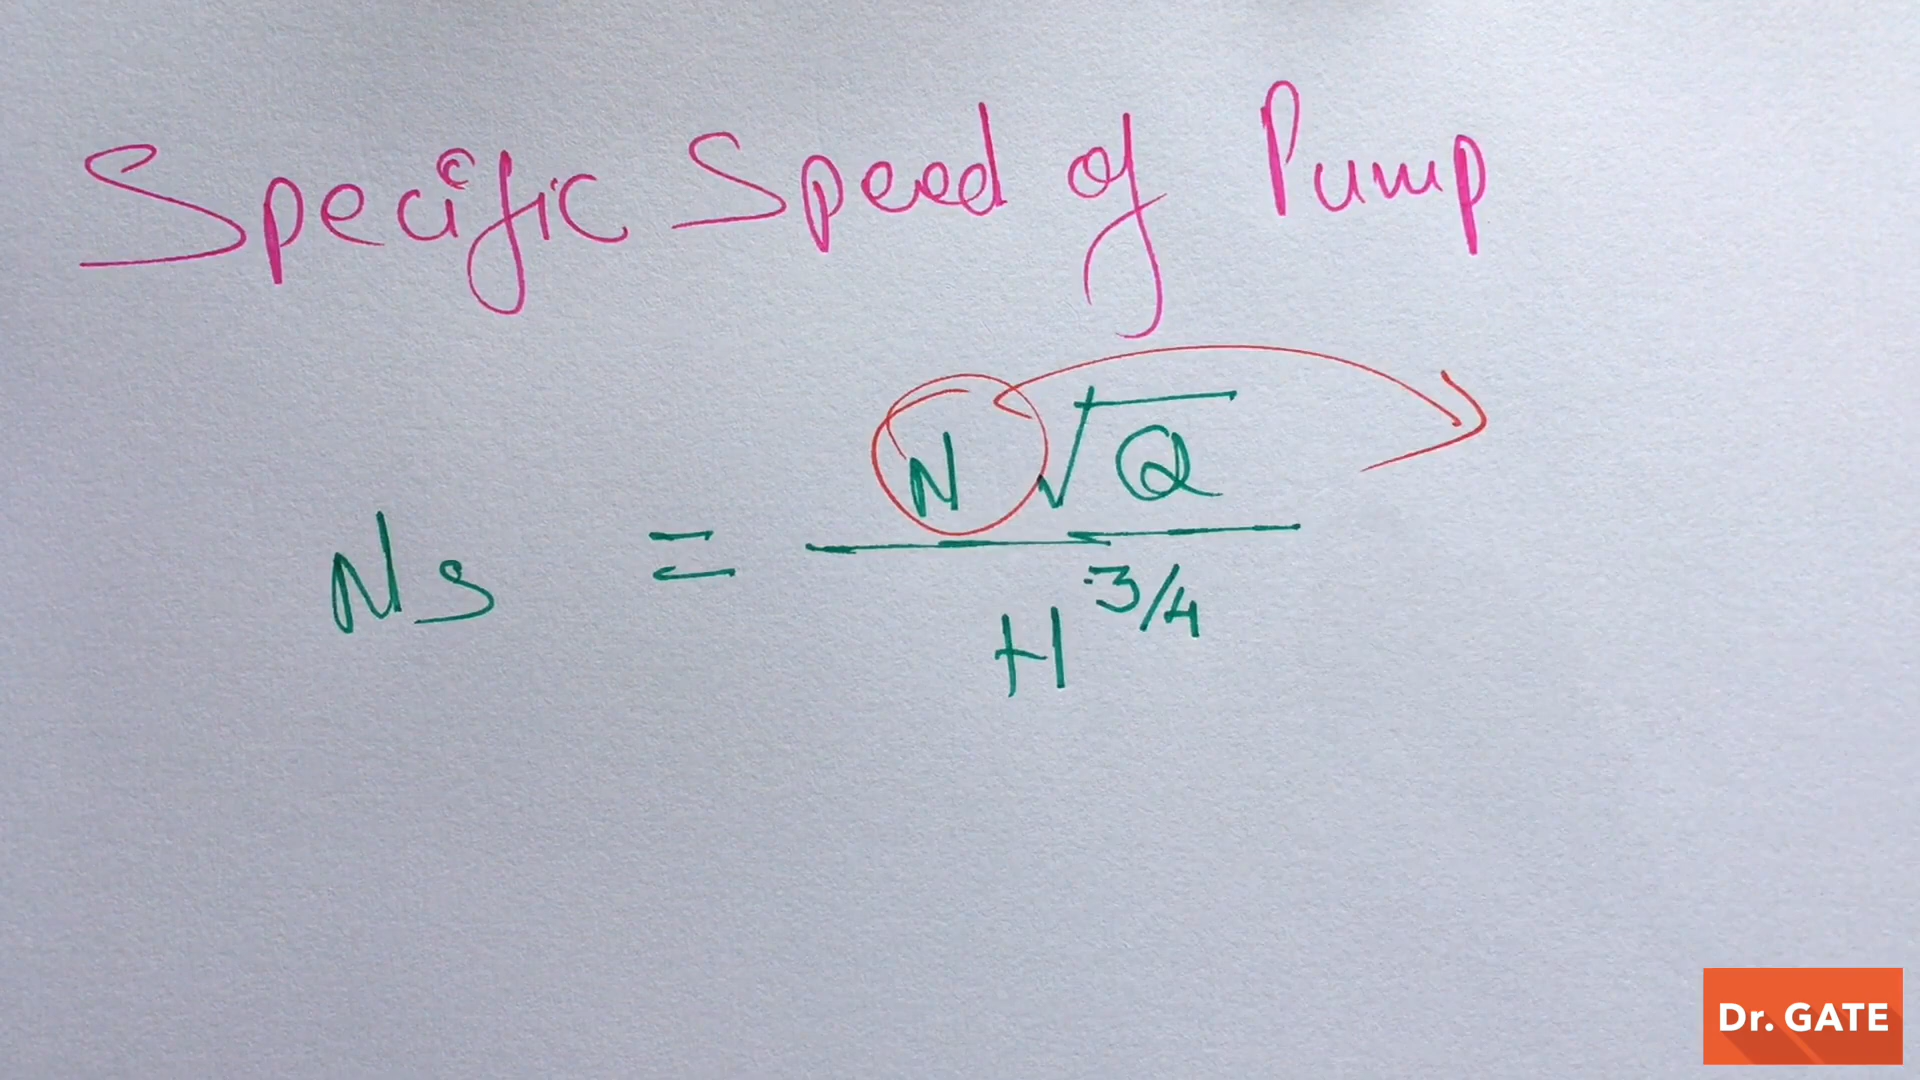 Specific Speed of Pump
Ns = N√Q / H^3/4
Dr. GATE